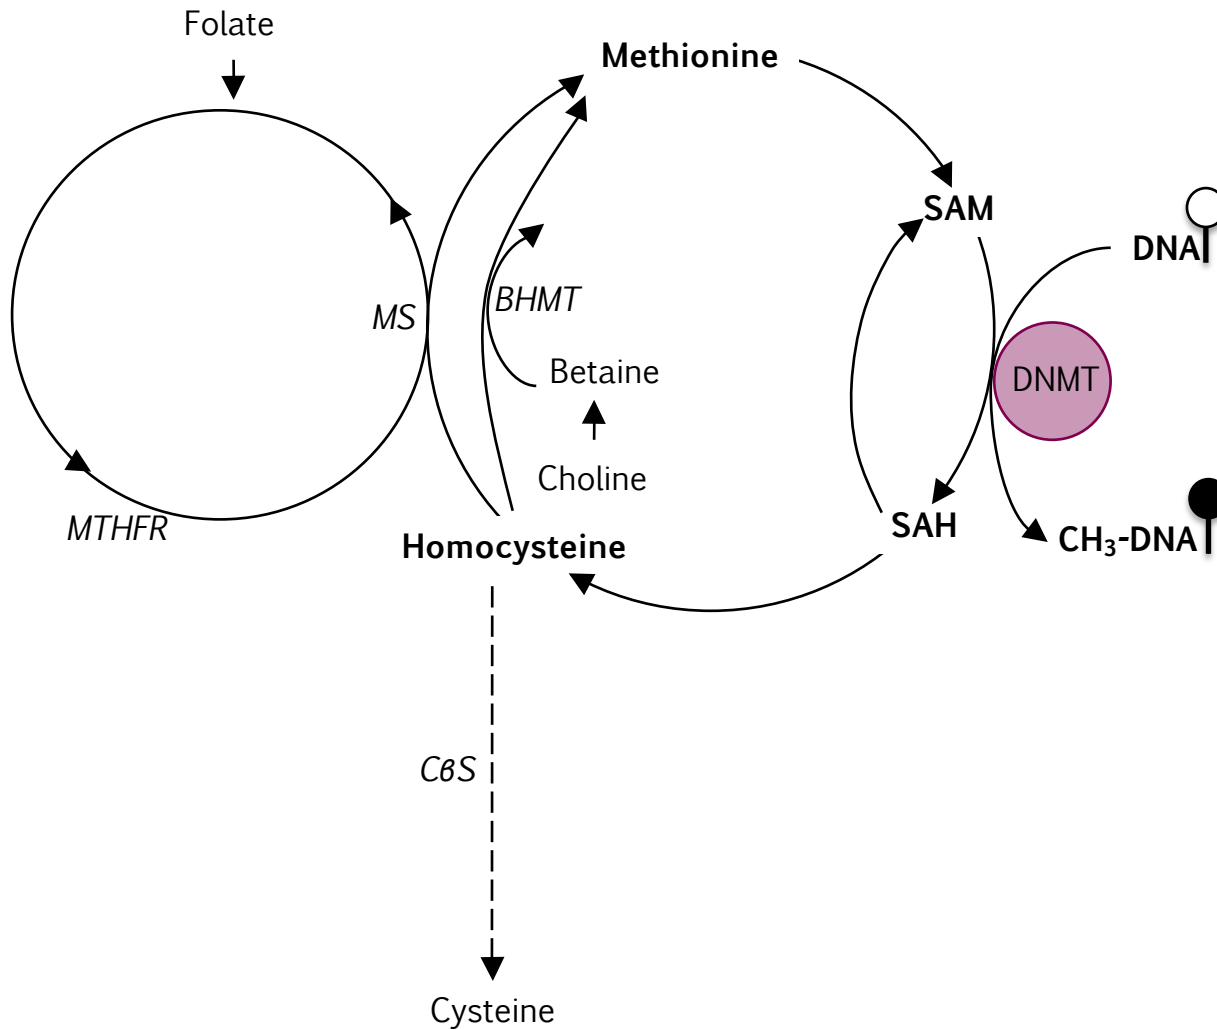 Folate
Methionine
SAM
DNA
MS
BHMT
Betaine
DNMT
Choline
MTHFR
SAH
Homocysteine
CH₃-DNA
CβS
Cysteine